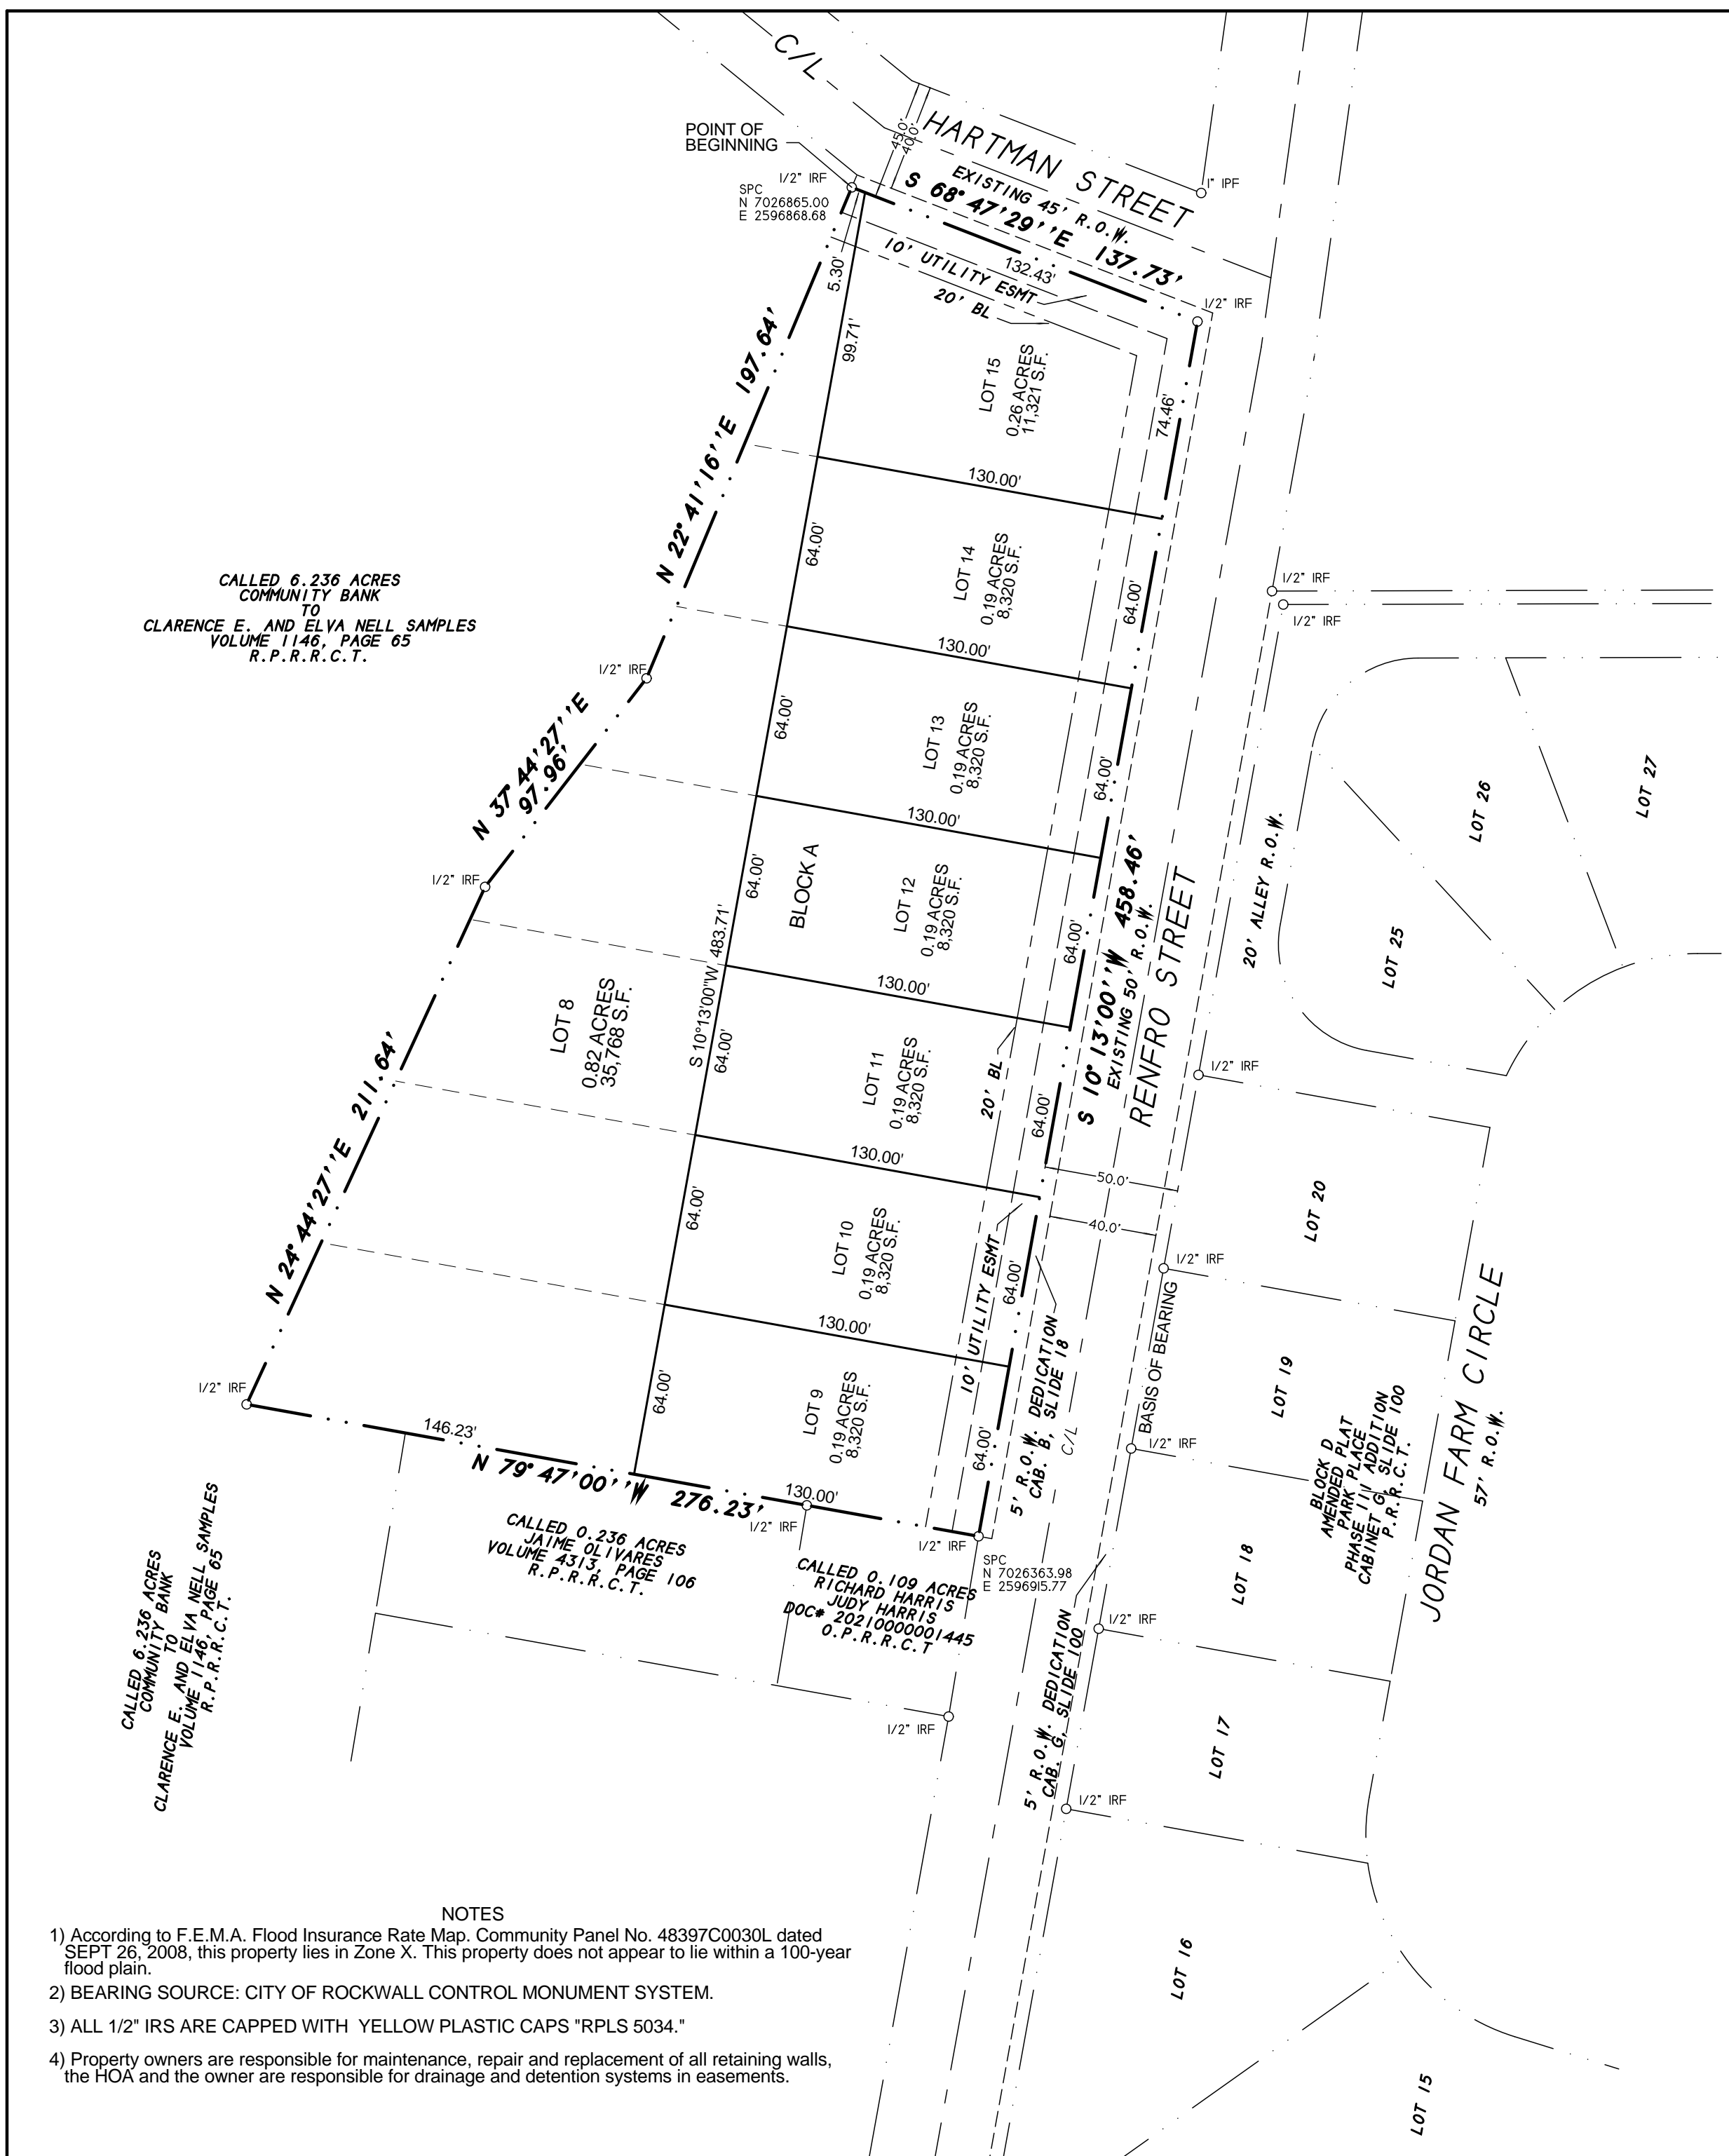 C/L
HARTMAN STREET
45.0'
40.0'
POINT OF
BEGINNING
1/2" IRF
SPC
N 7026865.00
E 2596868.68
1" IPF
EXISTING 45' R.O.W.
S 68°47'29''E 137.73'
132.43'
10' UTILITY ESMT
20' BL
1/2" IRF
5.30'
99.71'
N 22°41'16''E 197.64'
LOT 15
0.26 ACRES
11,321 S.F.
74.46'
130.00'
64.00'
LOT 14
0.19 ACRES
8,320 S.F.
64.00'
130.00'
CALLED 6.236 ACRES
COMMUNITY BANK
TO
CLARENCE E. AND ELVA NELL SAMPLES
VOLUME 1146, PAGE 65
R.P.R.R.C.T.
1/2" IRF
1/2" IRF
1/2" IRF
64.00'
LOT 13
0.19 ACRES
8,320 S.F.
64.00'
130.00'
N 37°44'27''E
97.96'
1/2" IRF
64.00'
BLOCK A
LOT 12
0.19 ACRES
8,320 S.F.
64.00'
130.00'
S 10°13'00''W 458.46'
EXISTING 50' R.O.W.
RENFRO STREET
20' ALLEY R.O.W.
LOT 26
LOT 27
LOT 25
S 10°13'00"W 483.71'
64.00'
LOT 8
0.82 ACRES
35,768 S.F.
LOT 11
0.19 ACRES
8,320 S.F.
20' BL
64.00'
130.00'
1/2" IRF
N 24°44'27''E 211.64'
50.0'
40.0'
LOT 20
64.00'
LOT 10
0.19 ACRES
8,320 S.F.
10' UTILITY ESMT
64.00'
130.00'
1/2" IRF
BASIS OF BEARING
5' R.O.W. DEDICATION
CAB. B, SLIDE 18
C/L
64.00'
LOT 9
0.19 ACRES
8,320 S.F.
64.00'
1/2" IRF
LOT 19
BLOCK D
AMENDED PLAT
PARK PLACE
PHASE III ADDITION
CABINET G, SLIDE 100
P.R.R.C.T.
JORDAN FARM CIRCLE
57' R.O.W.
1/2" IRF
146.23'
N 79°47'00''W 276.23'
130.00'
1/2" IRF
1/2" IRF
SPC
N 7026363.98
E 2596915.77
CALLED 0.236 ACRES
JAIME OLIVARES
VOLUME 4313, PAGE 106
R.P.R.R.C.T.
CALLED 0.109 ACRES
RICHARD HARRIS
JUDY HARRIS
DOC# 20210000001445
O.P.R.R.C.T
CALLED 6.236 ACRES
COMMUNITY BANK
TO
CLARENCE E. AND ELVA NELL SAMPLES
VOLUME 1146, PAGE 65
R.P.R.R.C.T.
LOT 18
1/2" IRF
5' R.O.W. DEDICATION
CAB. G, SLIDE 100
1/2" IRF
LOT 17
1/2" IRF
LOT 16
LOT 15
NOTES
1) According to F.E.M.A. Flood Insurance Rate Map. Community Panel No. 48397C0030L dated
SEPT 26, 2008, this property lies in Zone X. This property does not appear to lie within a 100-year
flood plain.
2) BEARING SOURCE: CITY OF ROCKWALL CONTROL MONUMENT SYSTEM.
3) ALL 1/2" IRS ARE CAPPED WITH YELLOW PLASTIC CAPS "RPLS 5034."
4) Property owners are responsible for maintenance, repair and replacement of all retaining walls,
the HOA and the owner are responsible for drainage and detention systems in easements.